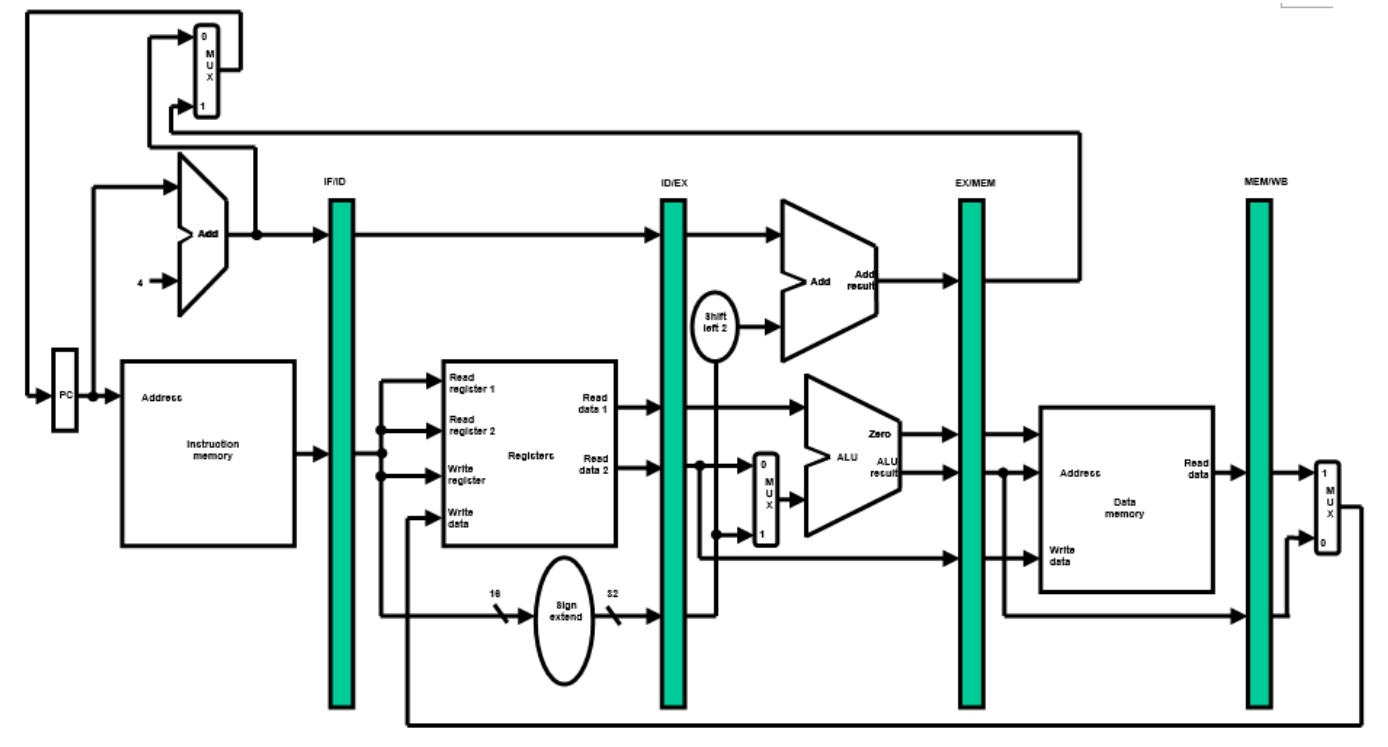 0
M
U
X
1
IF/ID
ID/EX
EX/MEM
MEM/WB
Add
4
Add
Add
result
Shift
left 2
PC
Address
Instruction
memory
Read
register 1
Read
register 2
Write
register
Write
data
Registers
Read
data 1
Read
data 2
0
M
U
X
1
Zero
ALU
ALU
result
Address
Read
data
Data
memory
Write
data
1
M
U
X
0
16
Sign
extend
32